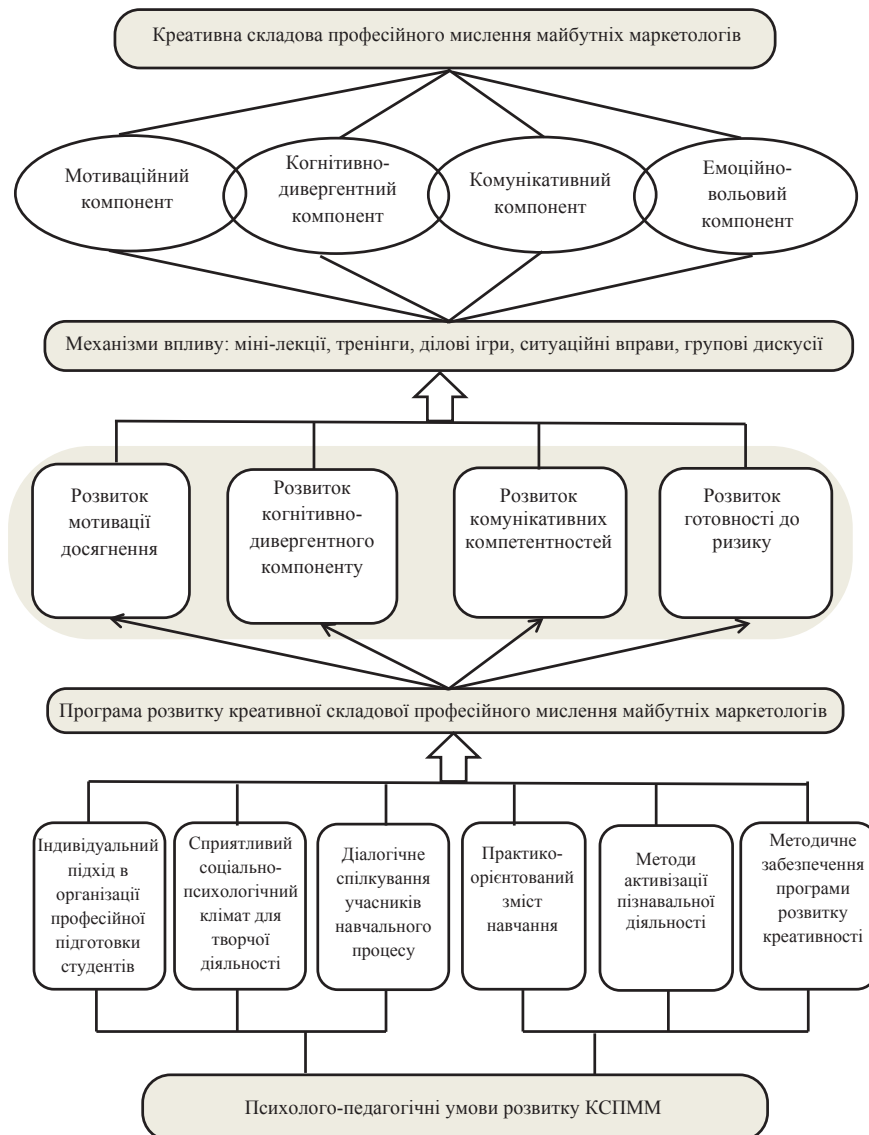 Креативна складова професійного мислення майбутніх маркетологів
Мотиваційний
компонент
Когнітивно-
дивергентний
компонент
Комунікативний
компонент
Емоційно-
вольовий
компонент
Механізми впливу: міні-лекції, тренінги, ділові ігри, ситуаційні вправи, групові дискусії
Розвиток
мотивації
досягнення
Розвиток
когнітивно-
дивергентного
компоненту
Розвиток
комунікативних
компетентностей
Розвиток
готовності до
ризику
Програма розвитку креативної складової професійного мислення майбутніх маркетологів
Індивідуальний
підхід в
організації
професійної
підготовки
студентів
Сприятливий
соціально-
психологічний
клімат для
творчої
діяльності
Діалогічне
спілкування
учасників
навчального
процесу
Практико-
орієнтований
зміст
навчання
Методи
активізації
пізнавальної
діяльності
Методичне
забезпечення
програми
розвитку
креативності
Психолого-педагогічні умови розвитку КСПММ